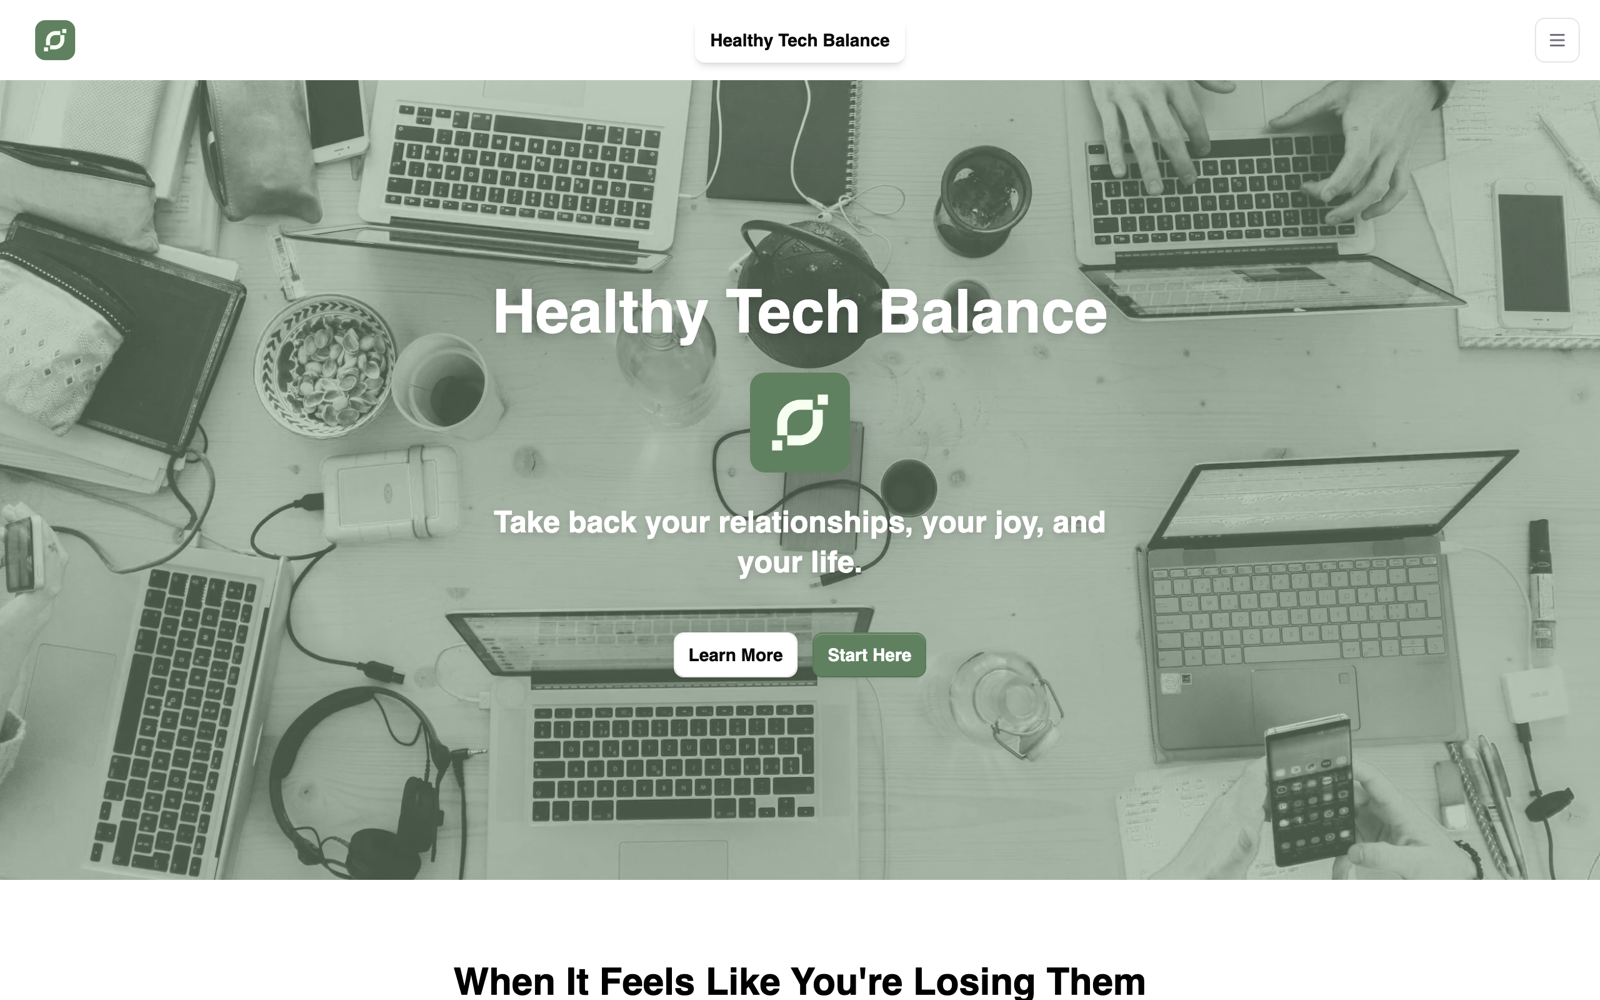 Healthy Tech Balance
Healthy Tech Balance
Take back your relationships, your joy, and
your life.
Learn More
Start Here
When It Feels Like You're Losing Them